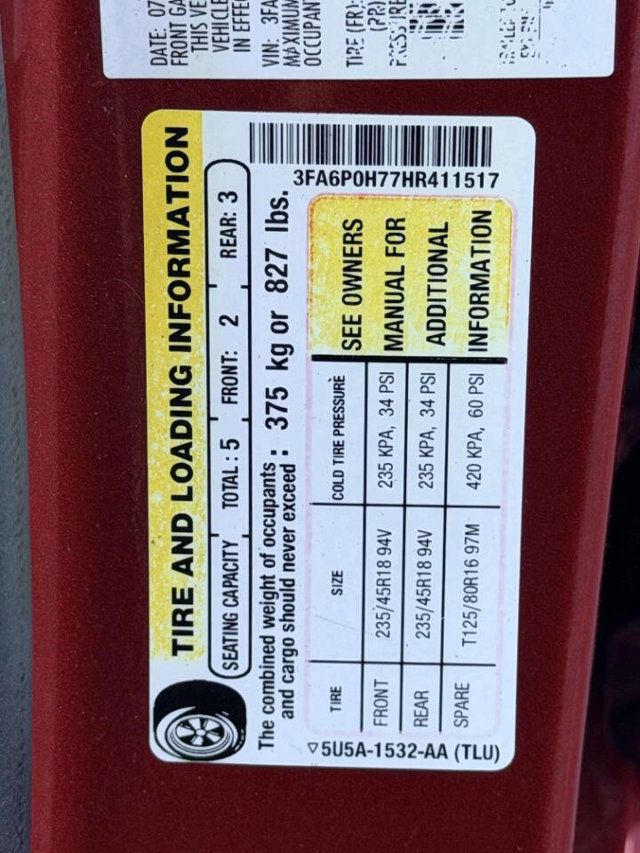 DATE: 07
FRONT GA
THIS VE
VEHICLE
IN EFFE
VIN: 3FA
MAXIMUM
OCCUPAN
TIRE (FR):
PRESSURE
TIRE AND LOADING INFORMATION
SEATING CAPACITY TOTAL : 5 FRONT: 2 REAR: 3
The combined weight of occupants
and cargo should never exceed : 375 kg or 827 lbs.
3FA6P0H77HR411517
TIRE SIZE COLD TIRE PRESSURE
FRONT 235/45R18 94V 235 KPA, 34 PSI
REAR 235/45R18 94V 235 KPA, 34 PSI
SPARE T125/80R16 97M 420 KPA, 60 PSI
SEE OWNERS
MANUAL FOR
ADDITIONAL
INFORMATION
5U5A-1532-AA (TLU)